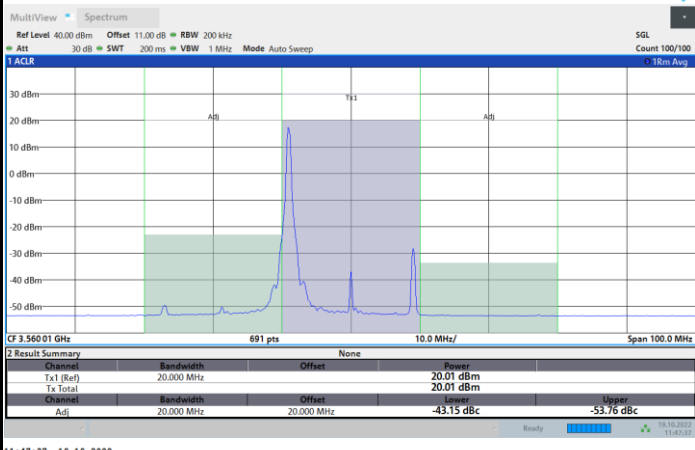 MultiView Spectrum
Ref Level 40.00 dBm Offset 11.00 dB RBW 200 kHz SGL
Att 30 dB SWT 200 ms VBW 1 MHz Mode Auto Sweep Count 100/100
1 ACLR 1Rm Avg
30 dBm
Tx1
20 dBm
Adj Adj
10 dBm
0 dBm
-10 dBm
-20 dBm
-30 dBm
-40 dBm
-50 dBm
CF 3.560 01 GHz 691 pts 10.0 MHz/ Span 100.0 MHz
2 Result Summary None
Channel Bandwidth Offset Power
Tx1 (Ref) 20.000 MHz 20.01 dBm
Tx Total 20.01 dBm
Channel Bandwidth Offset Lower Upper
Adj 20.000 MHz 20.000 MHz -43.15 dBc -53.76 dBc
Ready 19.10.2022
11:47:37